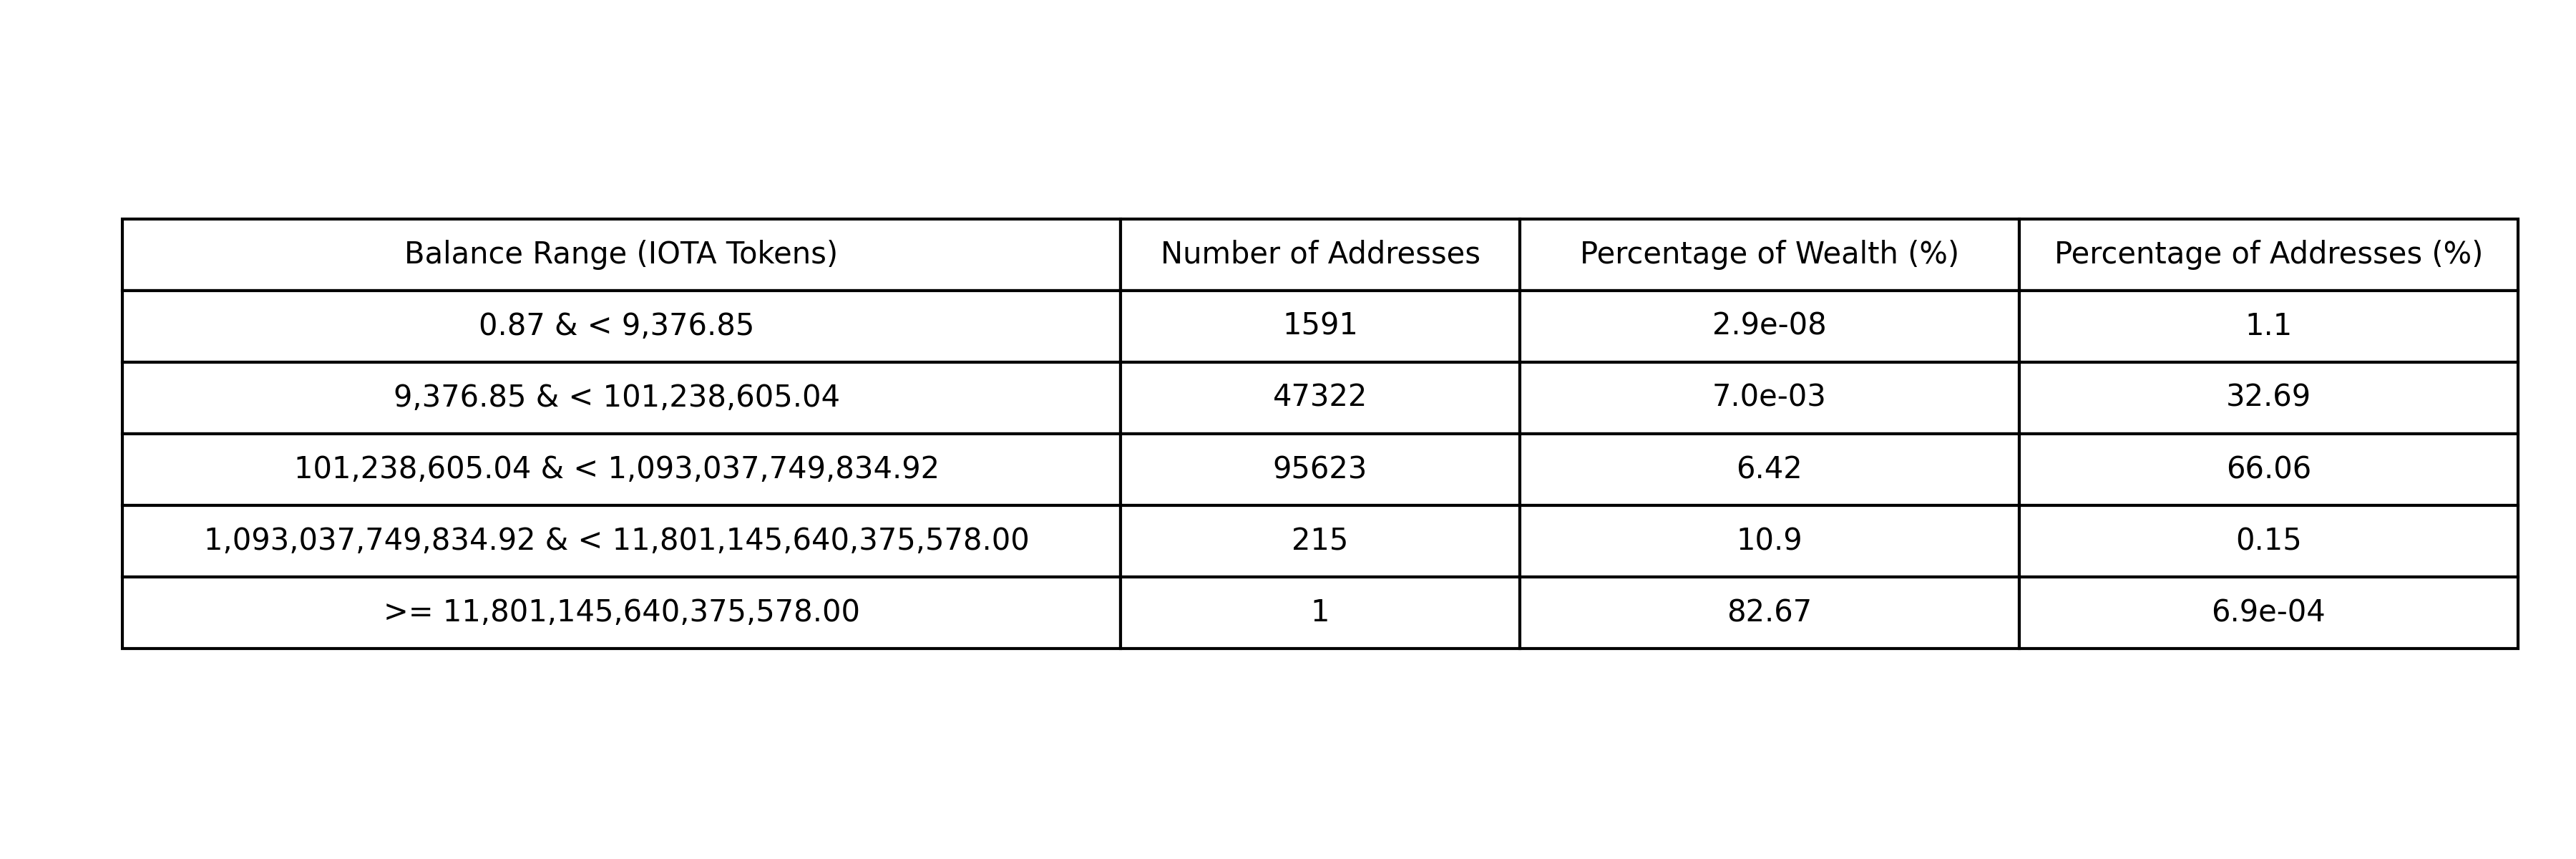 Balance Range (IOTA Tokens) Number of Addresses Percentage of Wealth (%) Percentage of Addresses (%)
0.87 & < 9,376.85 1591 2.9e-08 1.1
9,376.85 & < 101,238,605.04 47322 7.0e-03 32.69
101,238,605.04 & < 1,093,037,749,834.92 95623 6.42 66.06
1,093,037,749,834.92 & < 11,801,145,640,375,578.00 215 10.9 0.15
>= 11,801,145,640,375,578.00 1 82.67 6.9e-04